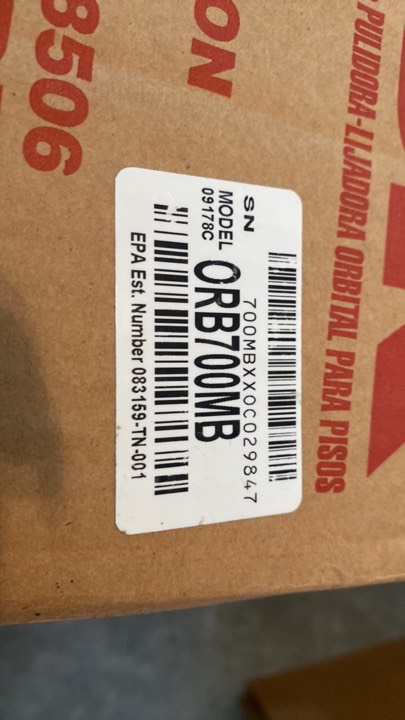 PULIDORA-LIJADORA ORBITAL PARA PISOS
ON
8506
SN 700MBXXOC029847
MODEL ORB700MB
09178C
EPA Est. Number 083159-TN-001